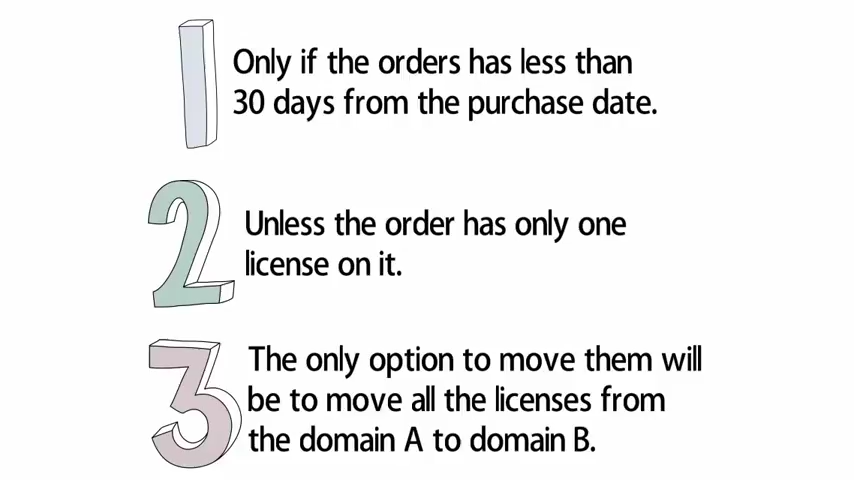 1 Only if the orders has less than
30 days from the purchase date.
2 Unless the order has only one
license on it.
3 The only option to move them will
be to move all the licenses from
the domain A to domain B.